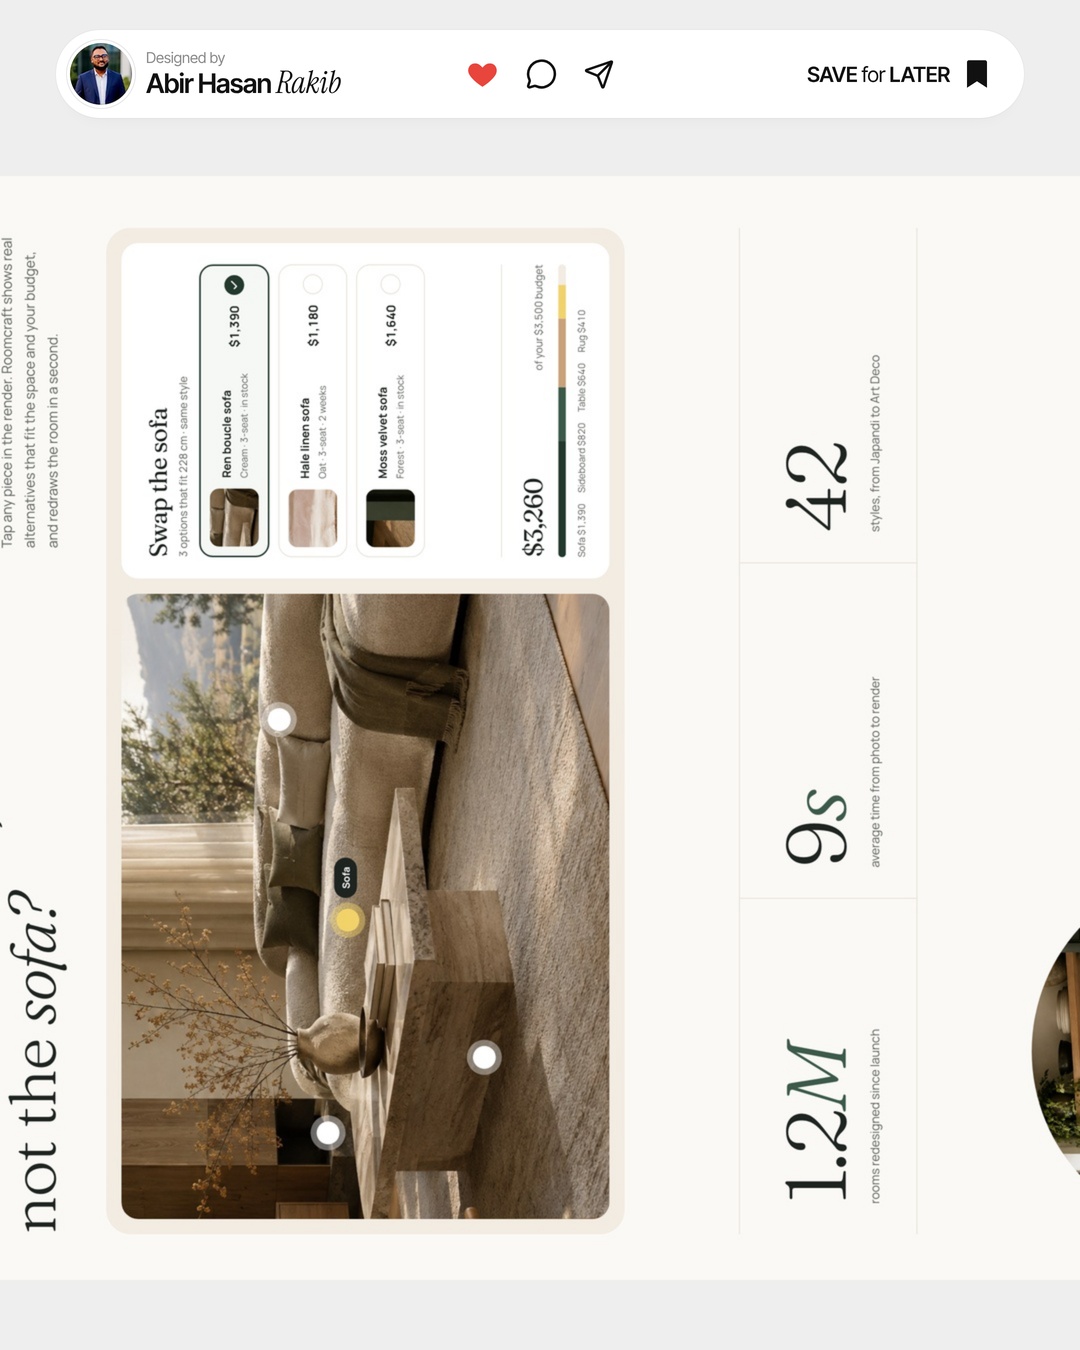 Designed by
Abir Hasan Rakib
SAVE for LATER
not the sofa?
Tap any piece in the render. Roomcraft shows real
alternatives that fit the space and your budget,
and redraws the room in a second.
Sofa
Swap the sofa
3 options that fit 228 cm · same style
Ren boucle sofa
Cream · 3-seat · in stock
$1,390
Hale linen sofa
Oat · 3-seat · 2 weeks
$1,180
Moss velvet sofa
Forest · 3-seat · in stock
$1,640
$3,260
of your $3,500 budget
Sofa $1,390 Sideboard $820 Table $640 Rug $410
1.2M
rooms redesigned since launch
9s
average time from photo to render
42
styles, from Japandi to Art Deco